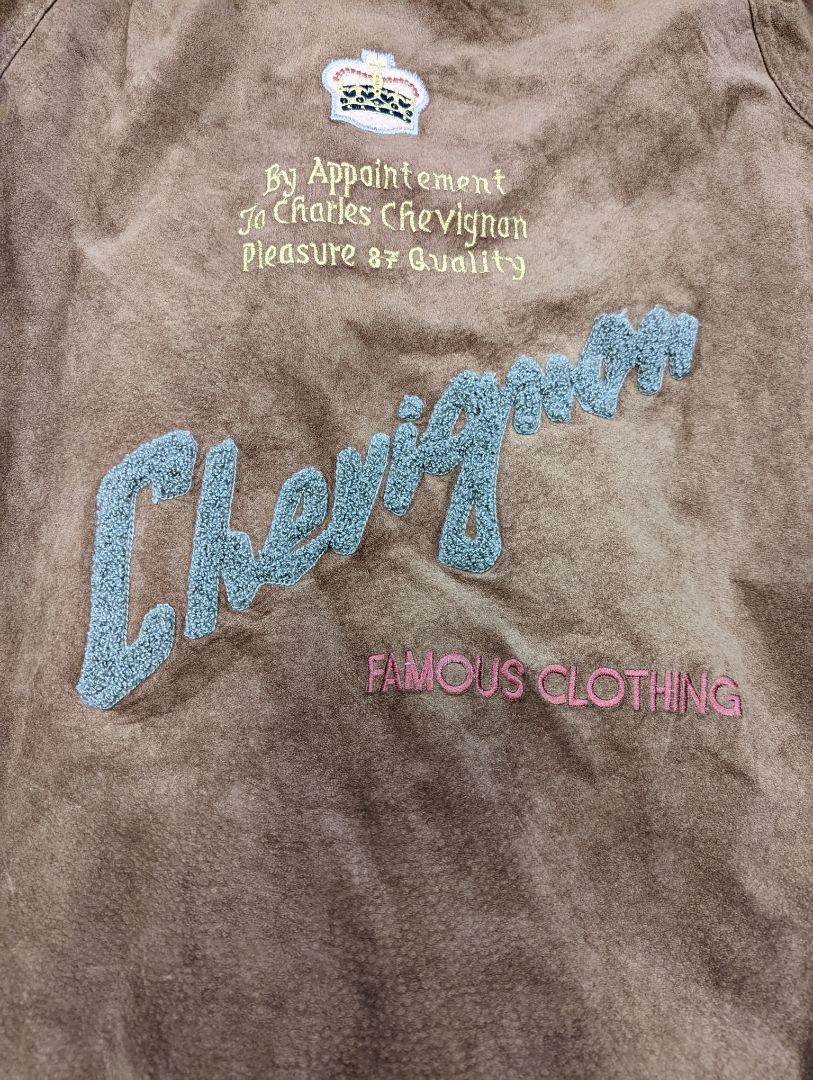 By Appointement
To Charles Chevignon
Pleasure 87 Quality
Chevignon
FAMOUS CLOTHING